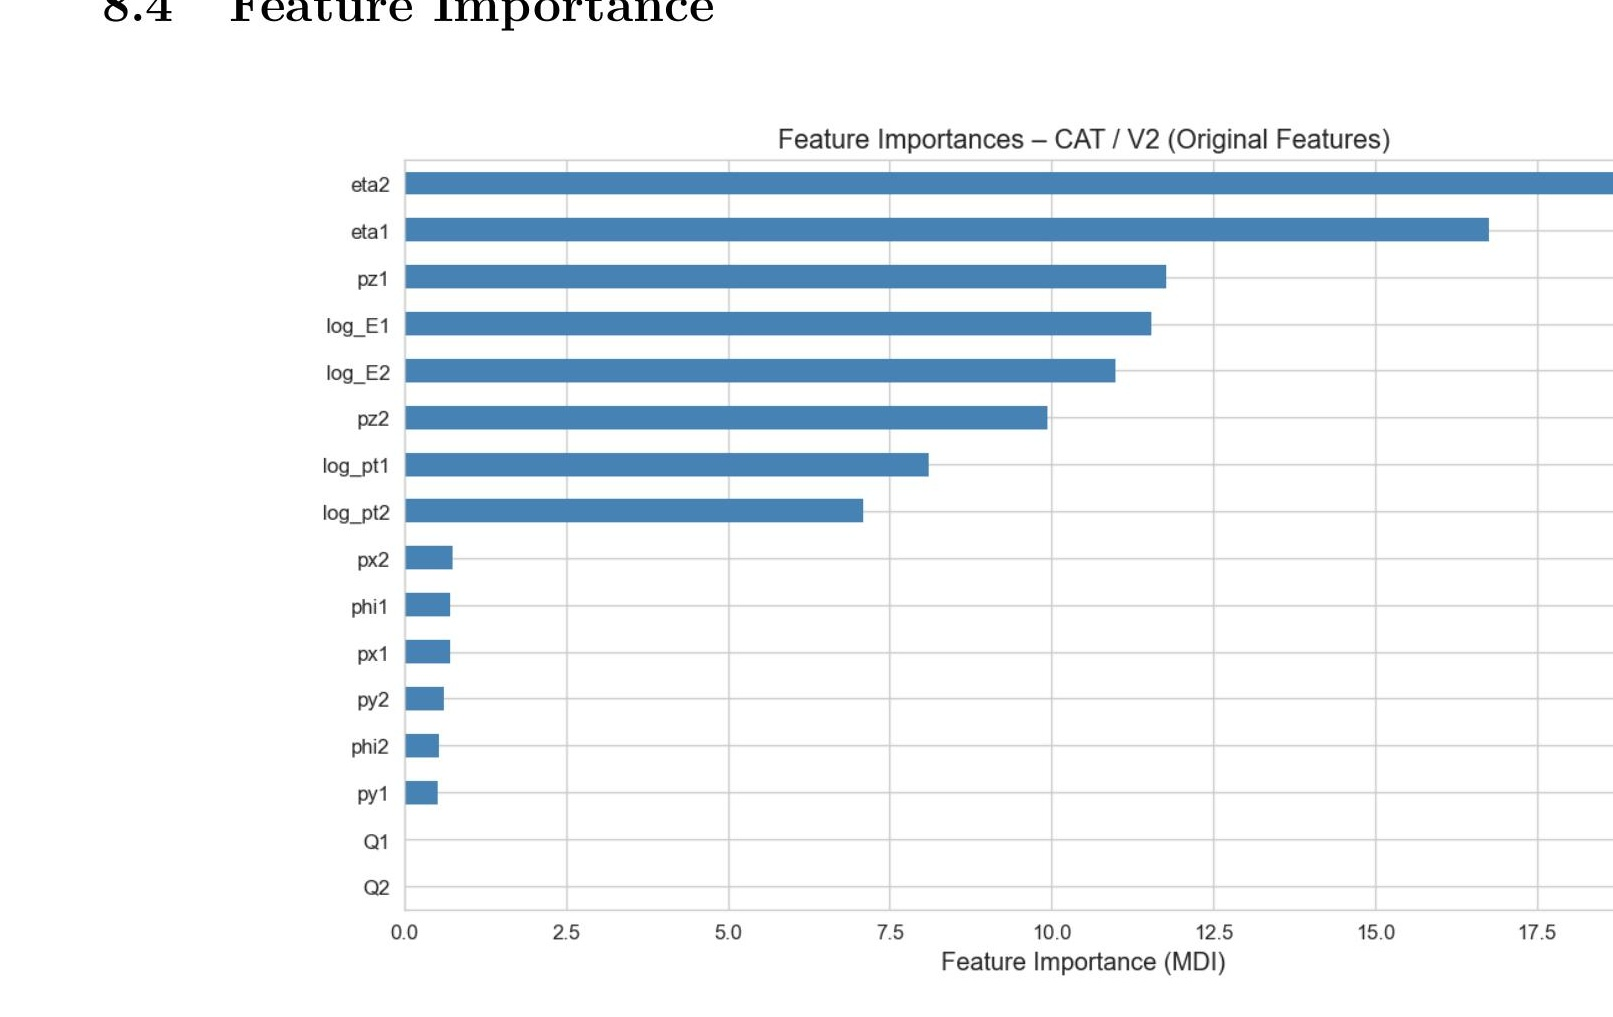 8.4 Feature Importance
Feature Importances – CAT / V2 (Original Features)
eta2
eta1
pz1
log_E1
log_E2
pz2
log_pt1
log_pt2
px2
phi1
px1
py2
phi2
py1
Q1
Q2
0.0 2.5 5.0 7.5 10.0 12.5 15.0 17.5
Feature Importance (MDI)